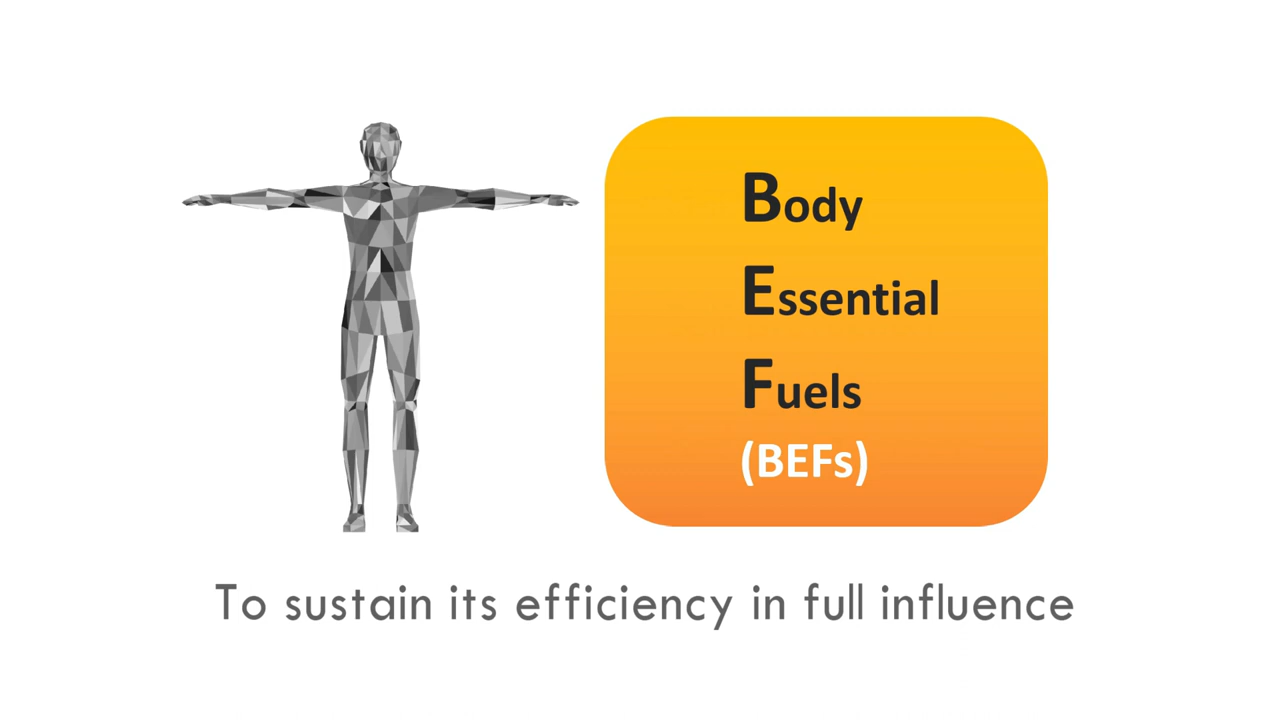 Body
Essential
Fuels
(BEFs)
To sustain its efficiency in full influence